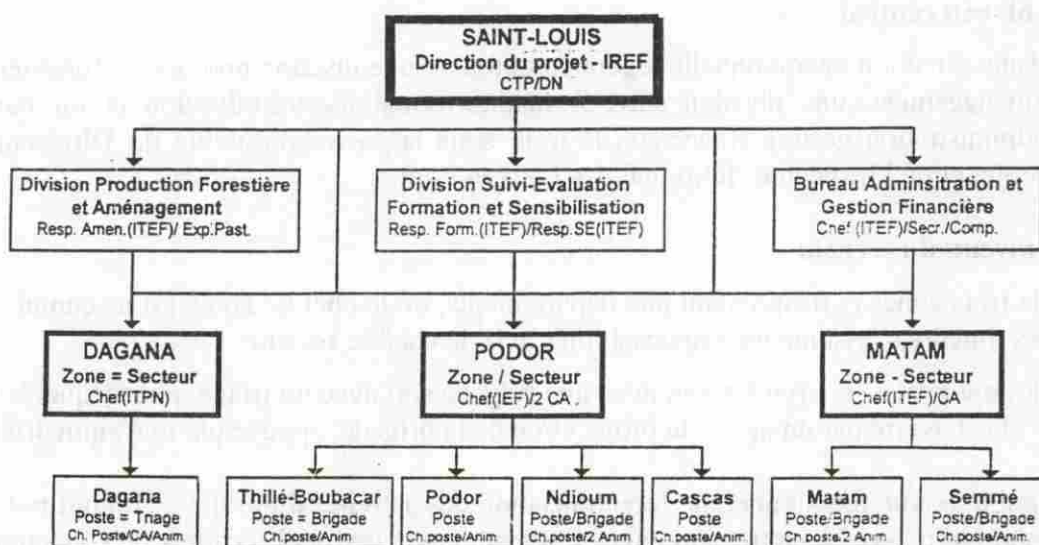 SAINT-LOUIS
Direction du projet - IREF
CTP/DN
Division Production Forestière
et Aménagement
Resp. Amen.(ITEF)/ Exp.Past.
Division Suivi-Evaluation
Formation et Sensibilisation
Resp. Form.(ITEF)/Resp.SE(ITEF)
Bureau Adminsitration et
Gestion Financière
Chef (ITEF)/Secr./Comp.
DAGANA
Zone = Secteur
Chef(ITPN)
PODOR
Zone / Secteur
Chef(IEF)/2 CA .
MATAM
Zone - Secteur
Chef(ITEF)/CA
Dagana
Poste = Triage
Ch. poste/CA/Anim.
Thillé-Boubacar
Poste = Brigade
Ch.poste/Anim.
Podor
Poste
Ch.poste/Anim.
Ndioum
Poste/Brigade
Ch.poste/2 Anim.
Cascas
Poste
Ch.poste/Anim.
Matam
Poste/Brigade
Ch.poste/2 Anim.
Semmé
Poste/Brigade
Ch.poste/Anim.